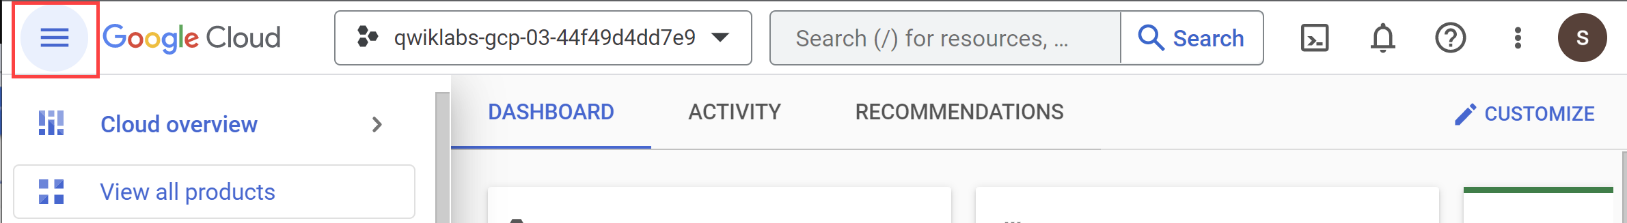 Google Cloud
qwiklabs-gcp-03-44f49d4dd7e9
Search (/) for resources, ...
Search
S
Cloud overview
View all products
DASHBOARD
ACTIVITY
RECOMMENDATIONS
CUSTOMIZE